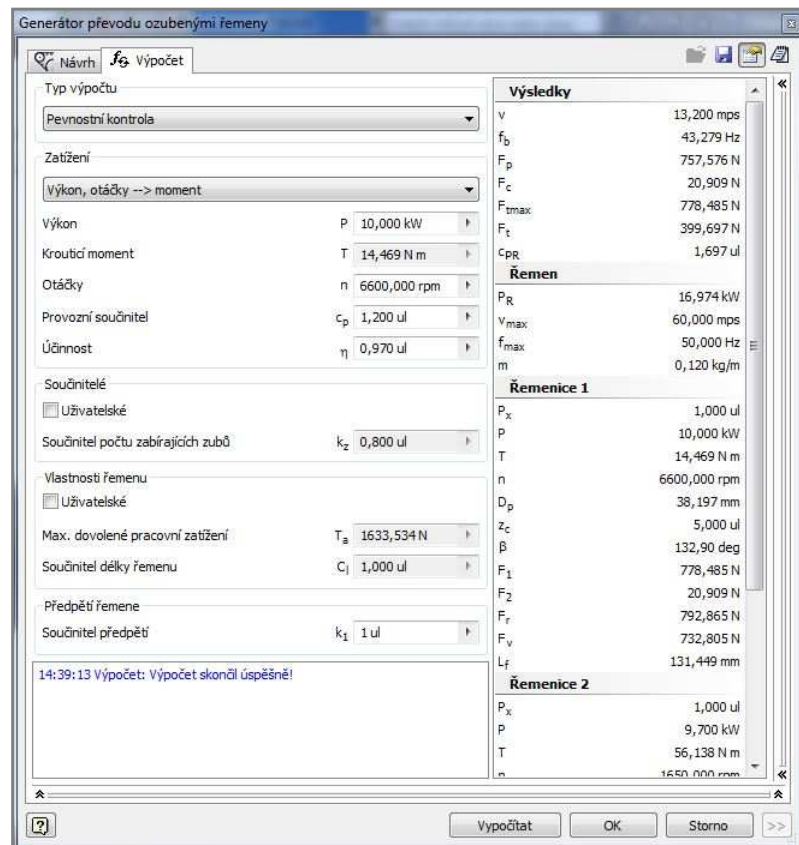 Generátor převodu ozubenými řemeny
Návrh
Výpočet
Typ výpočtu
Pevnostní kontrola
Zatížení
Výkon, otáčky --> moment
Výkon P 10,000 kW
Krouticí moment T 14,469 N m
Otáčky n 6600,000 rpm
Provozní součinitel cp 1,200 ul
Účinnost η 0,970 ul
Součinitelé
Uživatelské
Součinitel počtu zabírajících zubů kz 0,800 ul
Vlastnosti řemenu
Uživatelské
Max. dovolené pracovní zatížení Ta 1633,534 N
Součinitel délky řemenu Cl 1,000 ul
Předpětí řemene
Součinitel předpětí k1 1 ul
14:39:13 Výpočet: Výpočet skončil úspěšně!
Výsledky
v 13,200 mps
fb 43,279 Hz
Fp 757,576 N
Fc 20,909 N
Ftmax 778,485 N
Ft 399,697 N
cPR 1,697 ul
Řemen
PR 16,974 kW
vmax 60,000 mps
fmax 50,000 Hz
m 0,120 kg/m
Řemenice 1
Px 1,000 ul
P 10,000 kW
T 14,469 N m
n 6600,000 rpm
Dp 38,197 mm
zc 5,000 ul
β 132,90 deg
F1 778,485 N
F2 20,909 N
Fr 792,865 N
Fv 732,805 N
Lf 131,449 mm
Řemenice 2
Px 1,000 ul
P 9,700 kW
T 56,138 N m
n 1650,000 rpm
Vypočítat
OK
Storno
>>